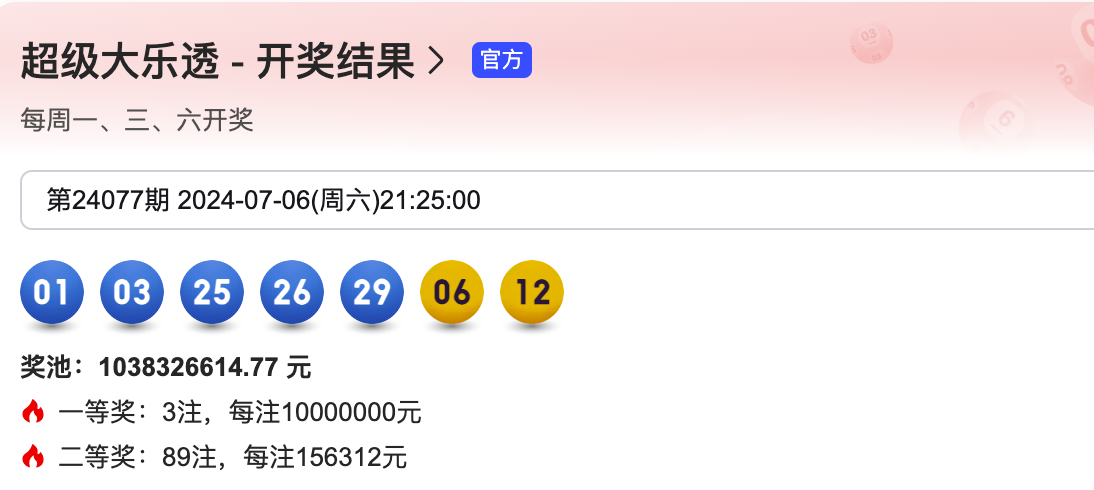 超级大乐透 - 开奖结果 > 官方
每周一、三、六开奖
第24077期 2024-07-06(周六)21:25:00
01 03 25 26 29 06 12
奖池：1038326614.77 元
一等奖：3注，每注10000000元
二等奖：89注，每注156312元